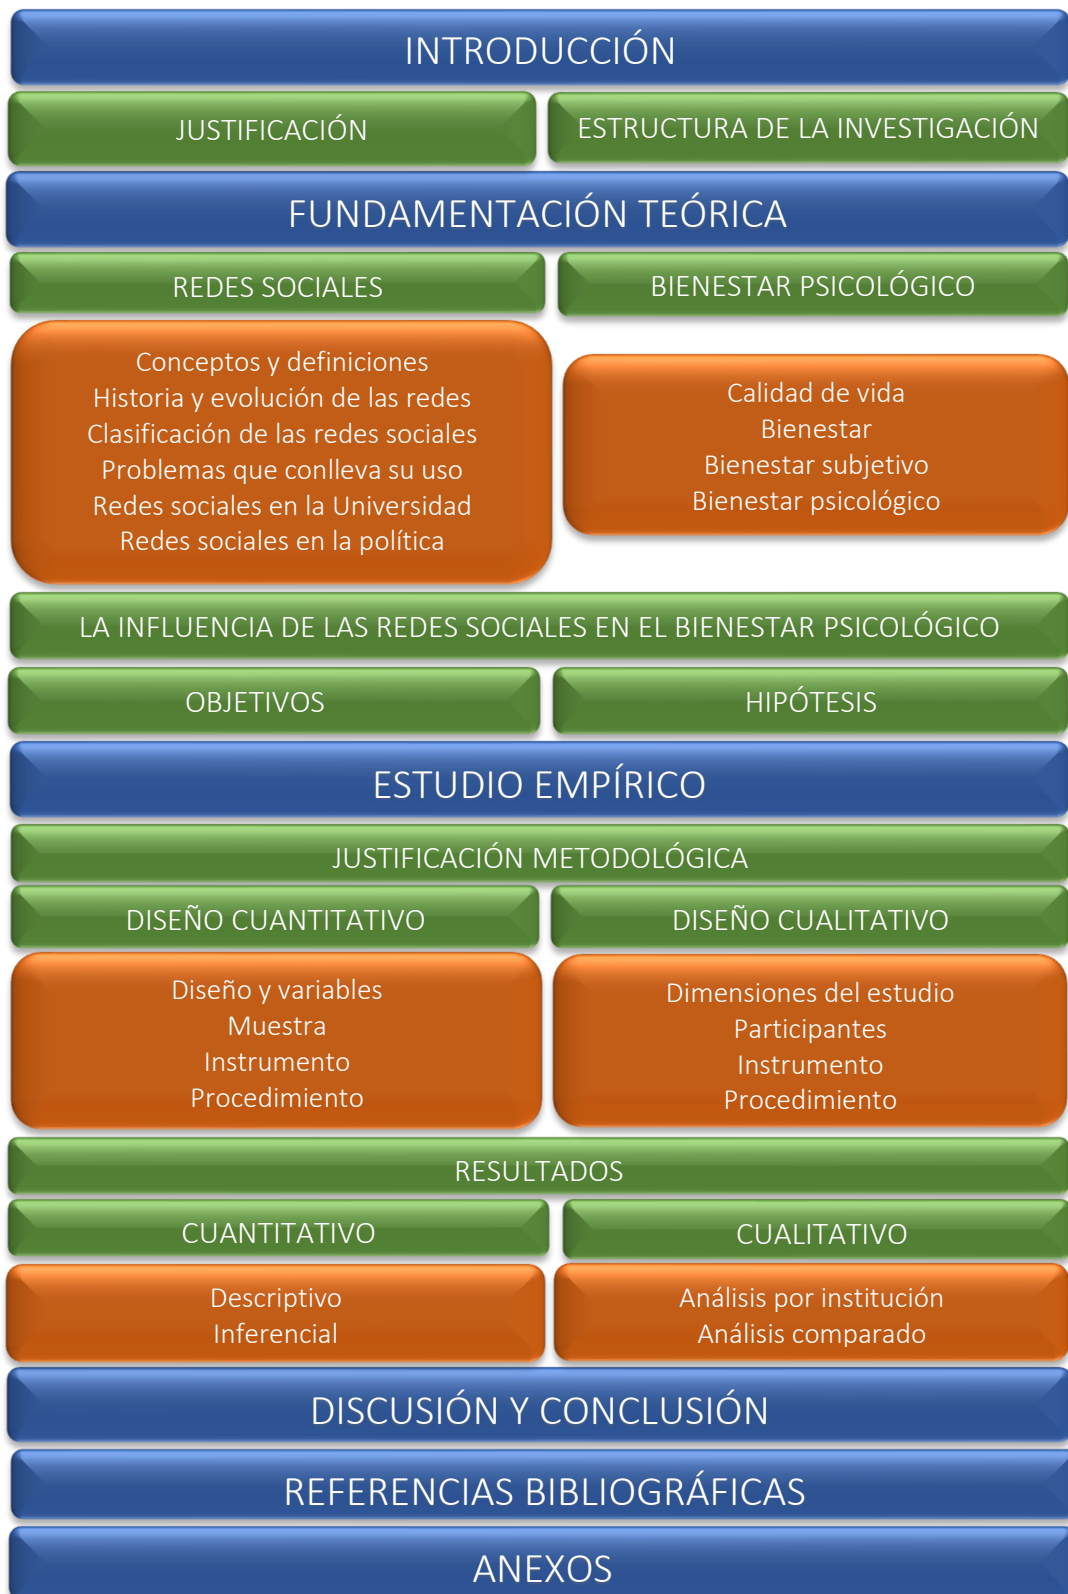 INTRODUCCIÓN
JUSTIFICACIÓN
ESTRUCTURA DE LA INVESTIGACIÓN
FUNDAMENTACIÓN TEÓRICA
REDES SOCIALES
BIENESTAR PSICOLÓGICO
Conceptos y definiciones
Historia y evolución de las redes
Clasificación de las redes sociales
Problemas que conlleva su uso
Redes sociales en la Universidad
Redes sociales en la política
Calidad de vida
Bienestar
Bienestar subjetivo
Bienestar psicológico
LA INFLUENCIA DE LAS REDES SOCIALES EN EL BIENESTAR PSICOLÓGICO
OBJETIVOS
HIPÓTESIS
ESTUDIO EMPÍRICO
JUSTIFICACIÓN METODOLÓGICA
DISEÑO CUANTITATIVO
DISEÑO CUALITATIVO
Diseño y variables
Muestra
Instrumento
Procedimiento
Dimensiones del estudio
Participantes
Instrumento
Procedimiento
RESULTADOS
CUANTITATIVO
CUALITATIVO
Descriptivo
Inferencial
Análisis por institución
Análisis comparado
DISCUSIÓN Y CONCLUSIÓN
REFERENCIAS BIBLIOGRÁFICAS
ANEXOS